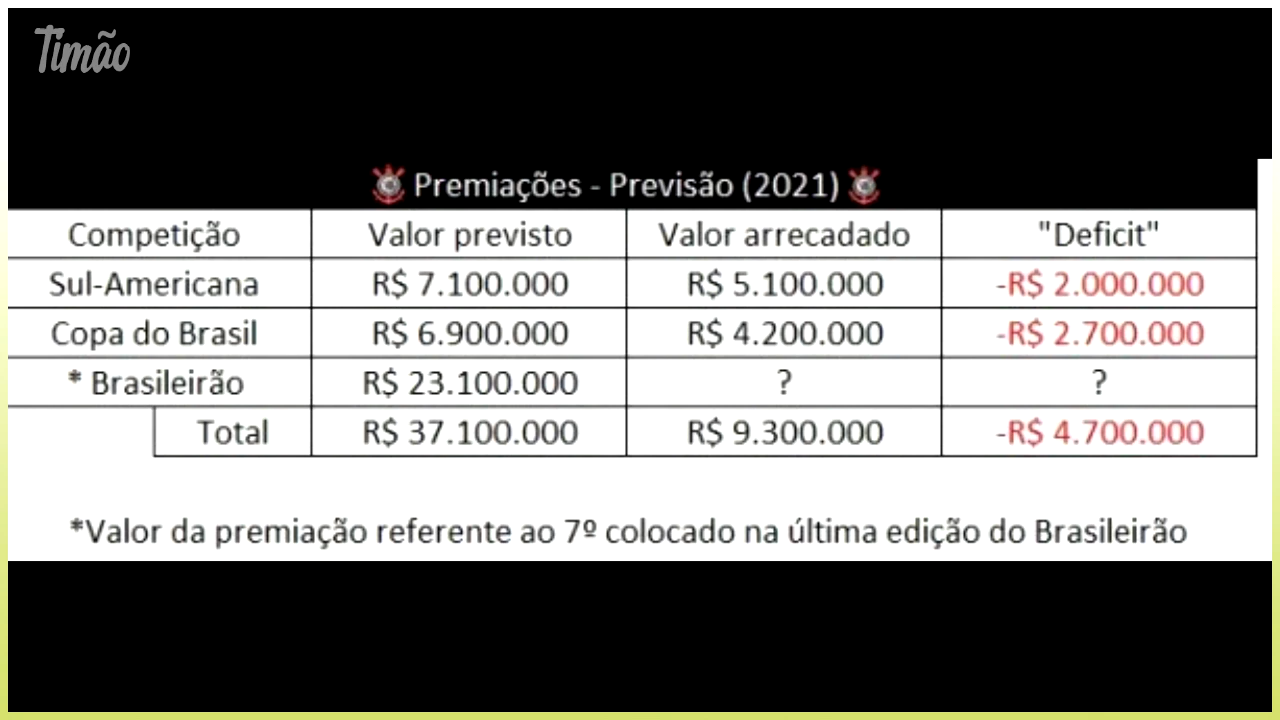 Timão
Premiações - Previsão (2021)
Competição Valor previsto Valor arrecadado "Deficit"
Sul-Americana R$ 7.100.000 R$ 5.100.000 -R$ 2.000.000
Copa do Brasil R$ 6.900.000 R$ 4.200.000 -R$ 2.700.000
* Brasileirão R$ 23.100.000 ? ?
Total R$ 37.100.000 R$ 9.300.000 -R$ 4.700.000
*Valor da premiação referente ao 7º colocado na última edição do Brasileirão